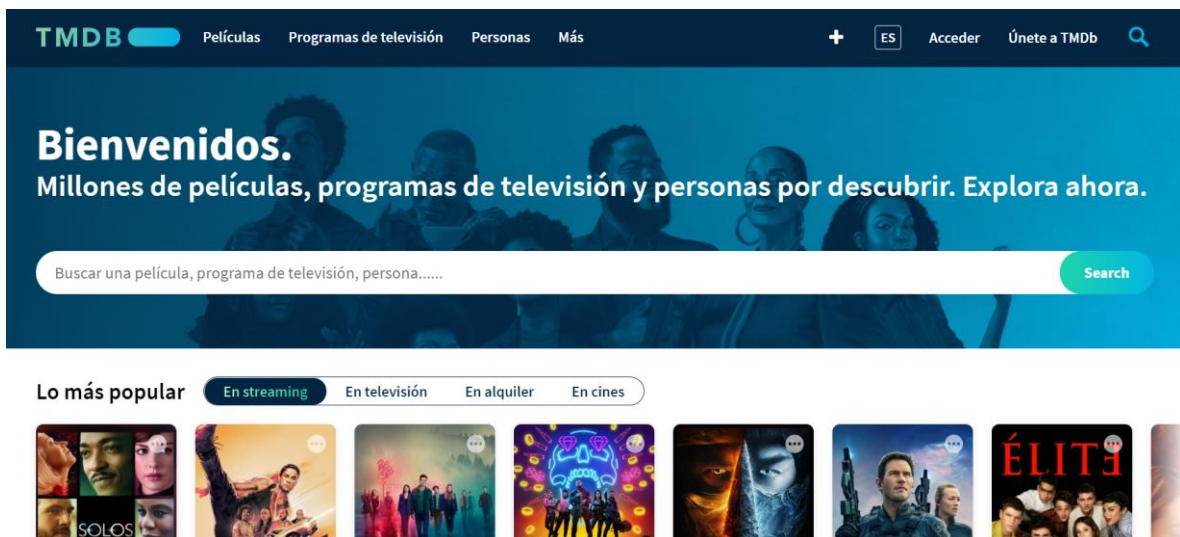 TMDB Películas Programas de televisión Personas Más + ES Acceder Únete a TMDb
Bienvenidos.
Millones de películas, programas de televisión y personas por descubrir. Explora ahora.
Buscar una película, programa de televisión, persona...... Search
Lo más popular En streaming En televisión En alquiler En cines
ÉLITE
SOLOS